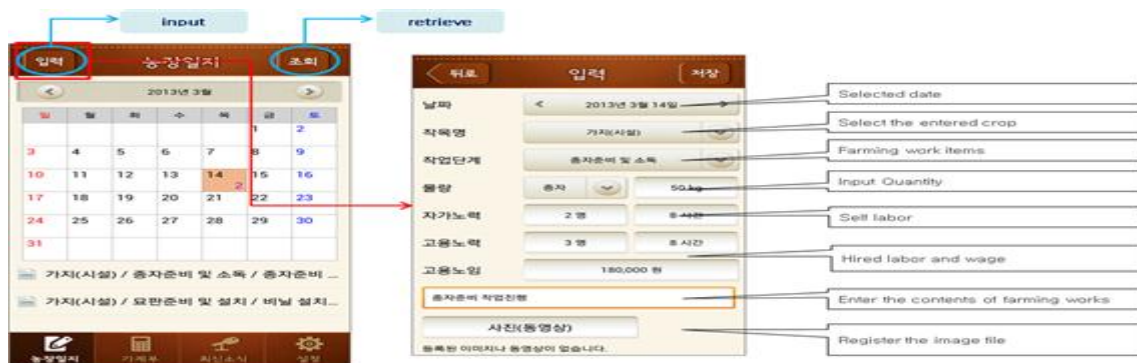 input
retrieve
입력
농장일지
조회
2013년 3월
일 월 화 수 목 금 토
1 2
3 4 5 6 7 8 9
10 11 12 13 14 2 15 16
17 18 19 20 21 22 23
24 25 26 27 28 29 30
31
가지(시설) / 종자준비 및 소독 / 종자준비 ...
가지(시설) / 묘판준비 및 설치 / 비닐 설치...
농장일지 가계부 최신소식 설정
뒤로
입력
저장
날짜
2013년 3월 14일
작목명
가지(시설)
작업단계
종자준비 및 소독
물량
종자
50 kg
자가노력
2 명
8 시간
고용노력
3 명
8 시간
고용노임
180,000 원
종자준비 작업진행
사진(동영상)
등록된 이미지나 동영상이 없습니다.
Selected date
Select the entered crop
Farming work items
Input Quantity
Self labor
Hired labor and wage
Enter the contents of farming works
Register the image file